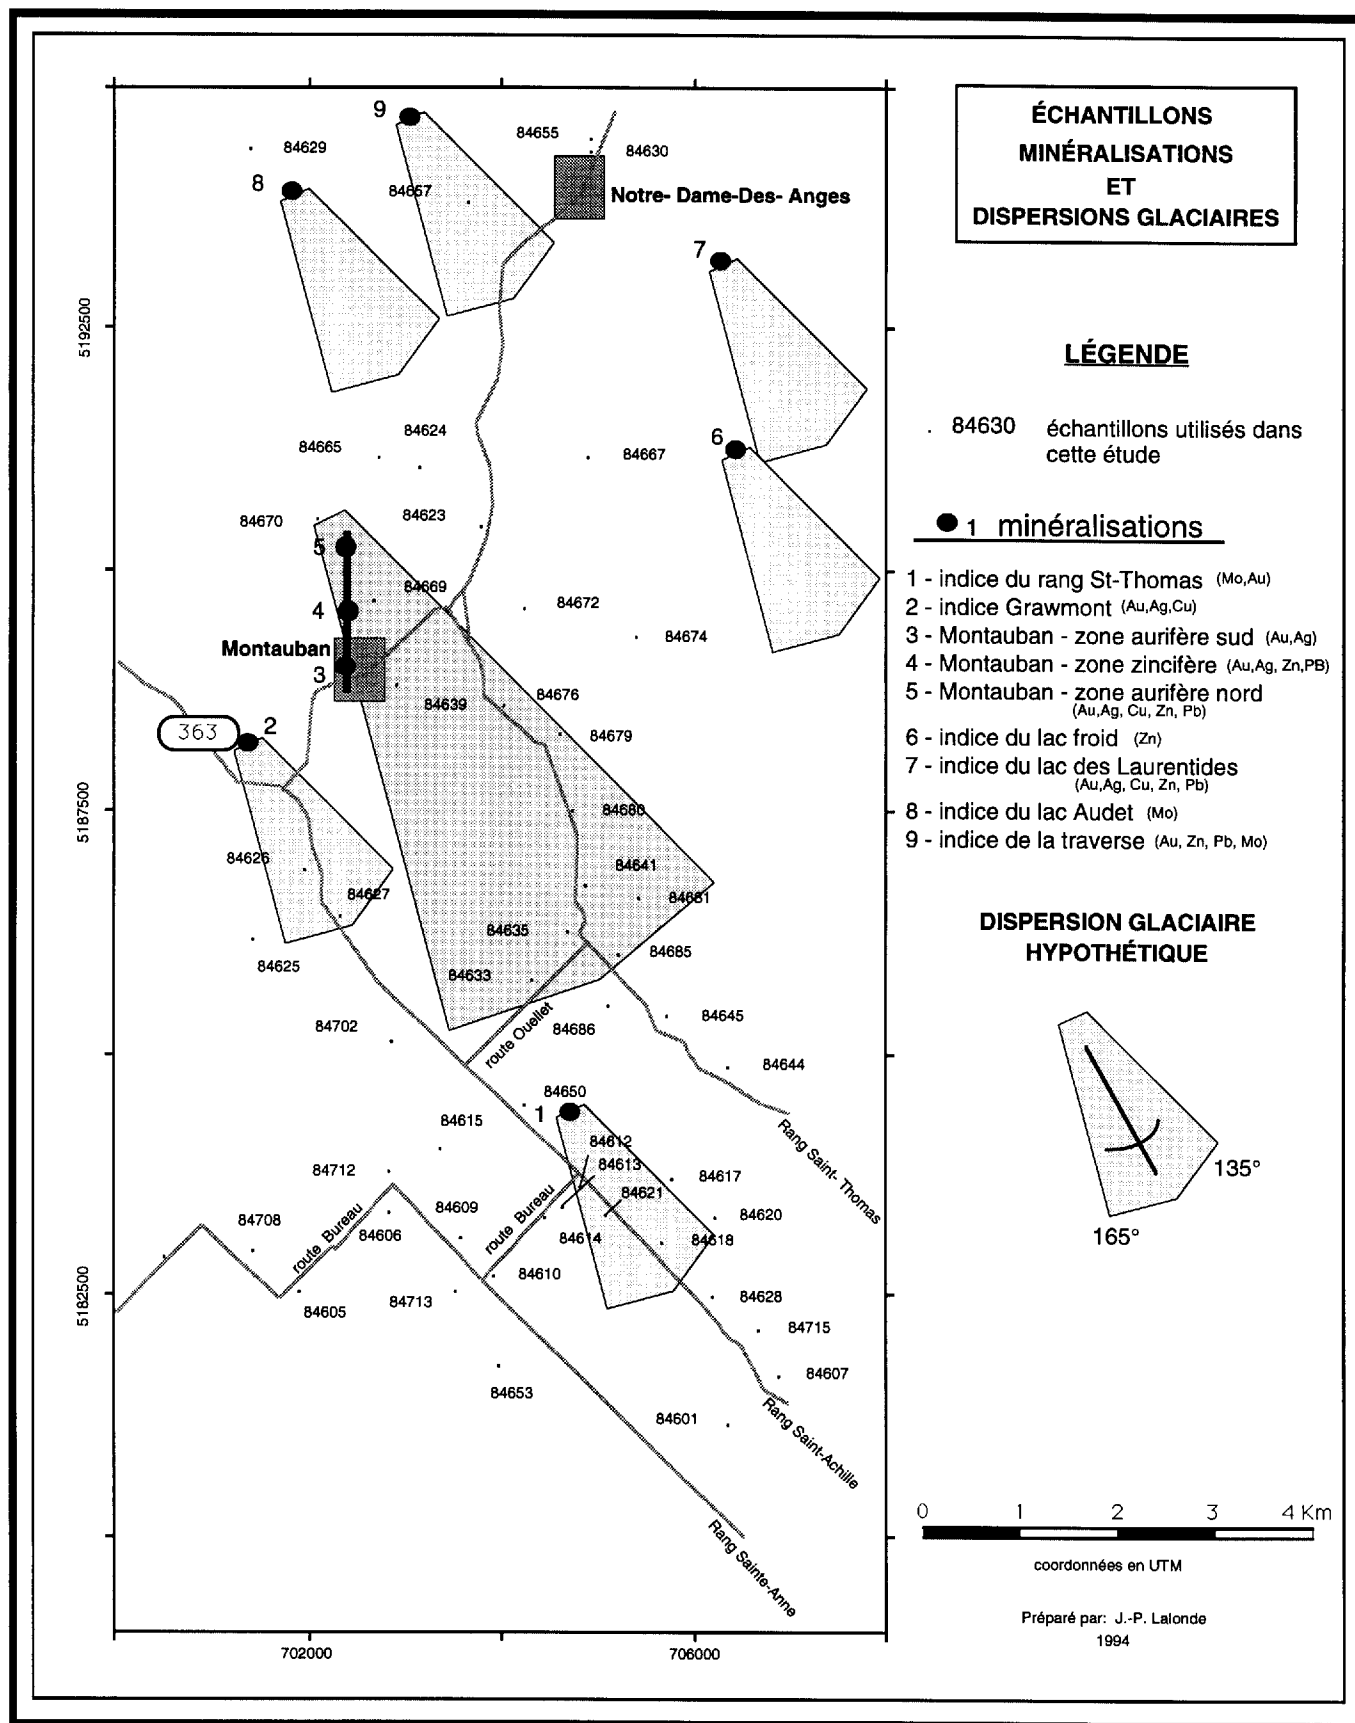 ÉCHANTILLONS
MINÉRALISATIONS
ET
DISPERSIONS GLACIAIRES
LÉGENDE
. 84630 échantillons utilisés dans
cette étude
1 minéralisations
1 - indice du rang St-Thomas (Mo,Au)
2 - indice Grawmont (Au,Ag,Cu)
3 - Montauban - zone aurifère sud (Au,Ag)
4 - Montauban - zone zincifère (Au,Ag, Zn,PB)
5 - Montauban - zone aurifère nord
(Au,Ag, Cu, Zn, Pb)
6 - indice du lac froid (Zn)
7 - indice du lac des Laurentides
(Au,Ag, Cu, Zn, Pb)
8 - indice du lac Audet (Mo)
9 - indice de la traverse (Au, Zn, Pb, Mo)
DISPERSION GLACIAIRE
HYPOTHÉTIQUE
135°
165°
0 1 2 3 4 Km
coordonnées en UTM
Préparé par: J.-P. Lalonde
1994
9
84655
84629
84630
8
84657
Notre- Dame-Des- Anges
7
5192500
84624
6
84665
84667
84670
84623
5
84669
84672
4
84674
Montauban
3
84676
84639
363
2
84679
5187500
84680
84626
84641
84627
84681
84635
84685
84625
84633
84645
84702
route Ouellet
84686
84644
84650
1
84615
Rang Saint- Thomas
84612
84613
84712
84617
84621
84609
84708
route Bureau
84606
route Bureau
84620
84614
84618
84610
5182500
84605
84713
84628
84715
84607
84653
84601
Rang Saint-Achille
Rang Sainte-Anne
702000
706000